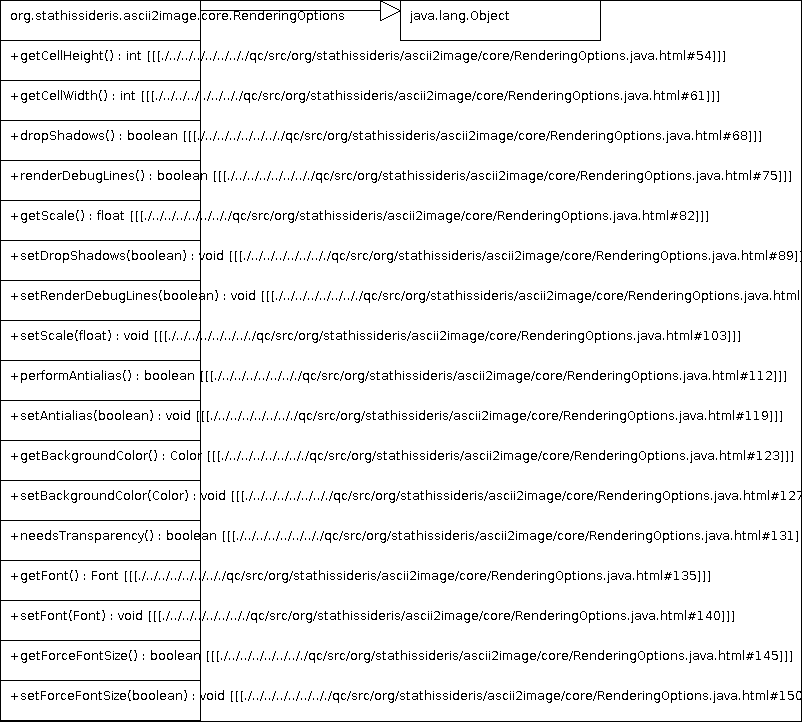 org.stathissideris.ascii2image.core.RenderingOptions
java.lang.Object
+getCellHeight() : int [[[./../../../../../../qc/src/org/stathissideris/ascii2image/core/RenderingOptions.java.html#54]]]
+getCellWidth() : int [[[./../../../../../../qc/src/org/stathissideris/ascii2image/core/RenderingOptions.java.html#61]]]
+dropShadows() : boolean [[[./../../../../../../qc/src/org/stathissideris/ascii2image/core/RenderingOptions.java.html#68]]]
+renderDebugLines() : boolean [[[./../../../../../../qc/src/org/stathissideris/ascii2image/core/RenderingOptions.java.html#75]]]
+getScale() : float [[[./../../../../../../qc/src/org/stathissideris/ascii2image/core/RenderingOptions.java.html#82]]]
+setDropShadows(boolean) : void [[[./../../../../../../qc/src/org/stathissideris/ascii2image/core/RenderingOptions.java.html#89]]
+setRenderDebugLines(boolean) : void [[[./../../../../../../qc/src/org/stathissideris/ascii2image/core/RenderingOptions.java.html
+setScale(float) : void [[[./../../../../../../qc/src/org/stathissideris/ascii2image/core/RenderingOptions.java.html#103]]]
+performAntialias() : boolean [[[./../../../../../../qc/src/org/stathissideris/ascii2image/core/RenderingOptions.java.html#112]]]
+setAntialias(boolean) : void [[[./../../../../../../qc/src/org/stathissideris/ascii2image/core/RenderingOptions.java.html#119]]]
+getBackgroundColor() : Color [[[./../../../../../../qc/src/org/stathissideris/ascii2image/core/RenderingOptions.java.html#123]]]
+setBackgroundColor(Color) : void [[[./../../../../../../qc/src/org/stathissideris/ascii2image/core/RenderingOptions.java.html#127
+needsTransparency() : boolean [[[./../../../../../../qc/src/org/stathissideris/ascii2image/core/RenderingOptions.java.html#131]
+getFont() : Font [[[./../../../../../../qc/src/org/stathissideris/ascii2image/core/RenderingOptions.java.html#135]]]
+setFont(Font) : void [[[./../../../../../../qc/src/org/stathissideris/ascii2image/core/RenderingOptions.java.html#140]]]
+getForceFontSize() : boolean [[[./../../../../../../qc/src/org/stathissideris/ascii2image/core/RenderingOptions.java.html#145]]]
+setForceFontSize(boolean) : void [[[./../../../../../../qc/src/org/stathissideris/ascii2image/core/RenderingOptions.java.html#150